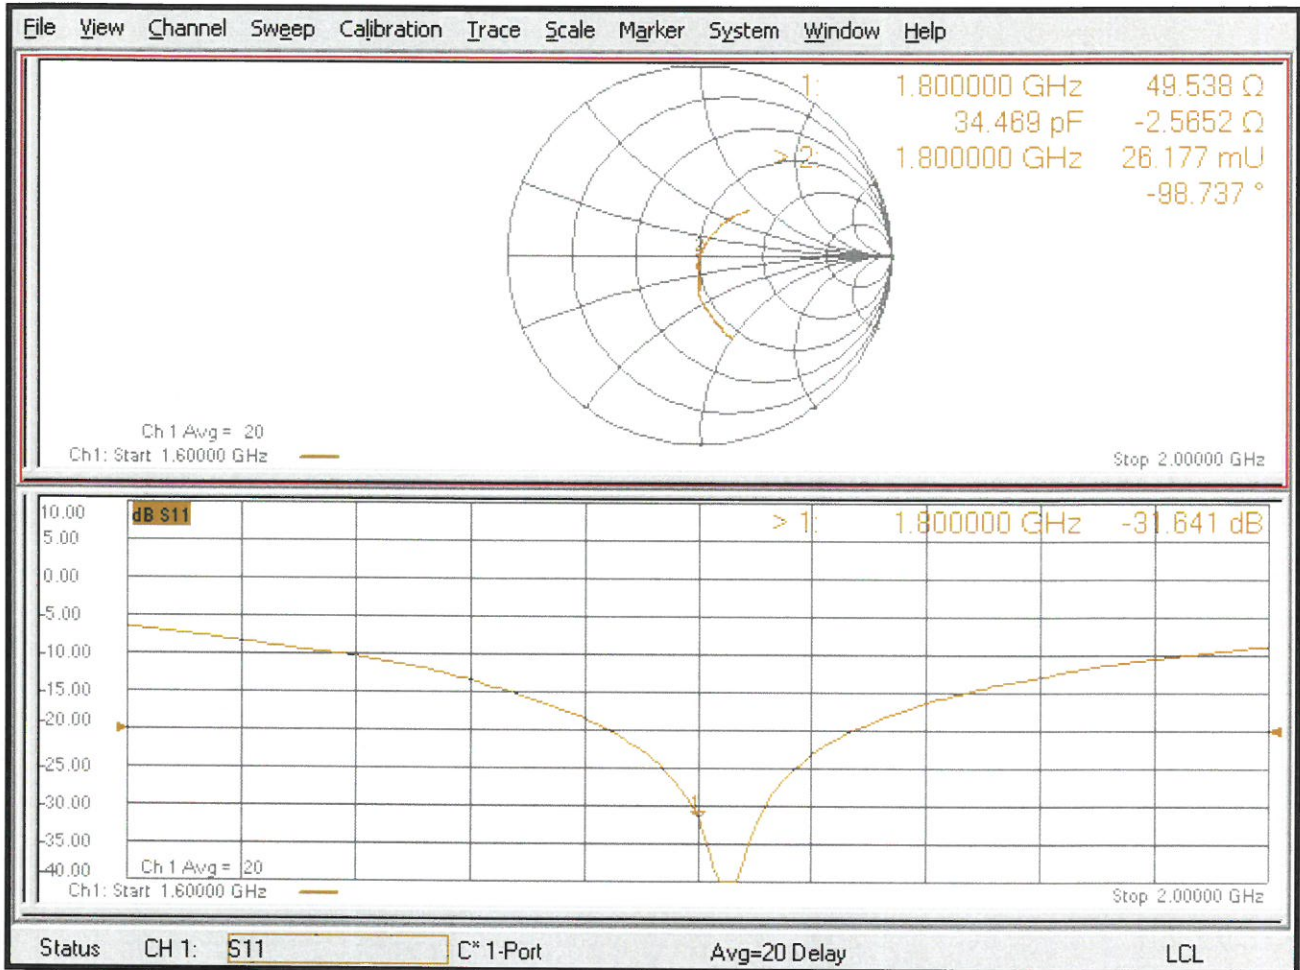 File View Channel Sweep Calibration Trace Scale Marker System Window Help
1: 1.800000 GHz 49.538 Ω
34.469 pF -2.5652 Ω
> 2: 1.800000 GHz 26.177 mU
-98.737 °
Ch 1 Avg = 20
Ch1: Start 1.60000 GHz
Stop 2.00000 GHz
10.00
dB S11
> 1: 1.800000 GHz -31.641 dB
5.00
0.00
-5.00
-10.00
-15.00
-20.00
-25.00
-30.00
1
-35.00
-40.00
Ch 1 Avg = 20
Ch1: Start 1.60000 GHz
Stop 2.00000 GHz
Status CH 1: S11 C* 1-Port Avg=20 Delay LCL